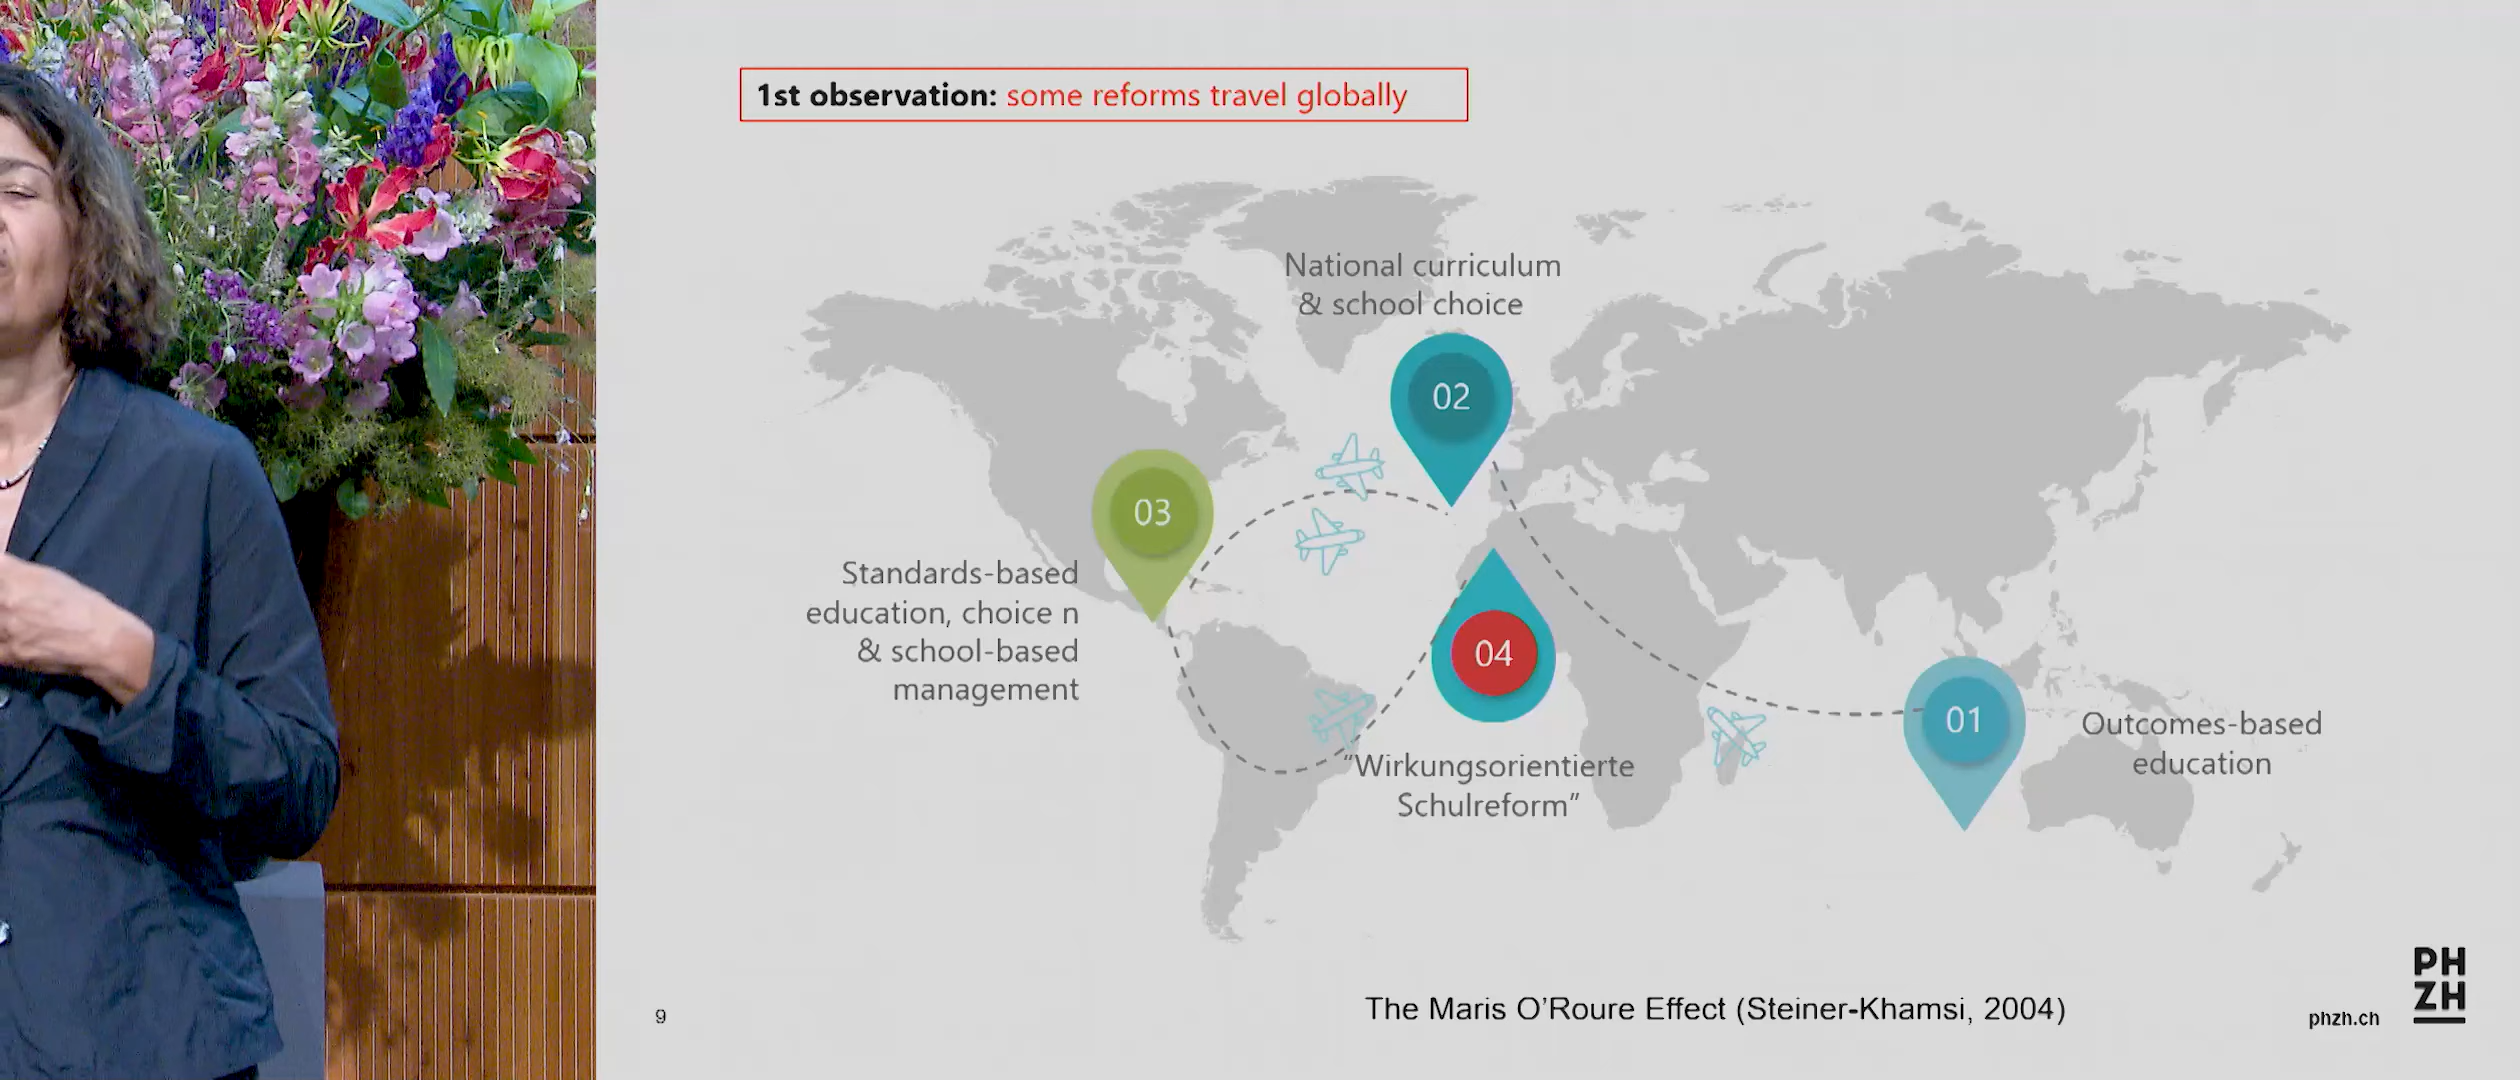 1st observation: some reforms travel globally
National curriculum
& school choice
02
03
Standards-based
education, choice n
& school-based
management
04
"Wirkungsorientierte
Schulreform"
01
Outcomes-based
education
9
The Maris O'Roure Effect (Steiner-Khamsi, 2004)
phzh.ch
PH
ZH